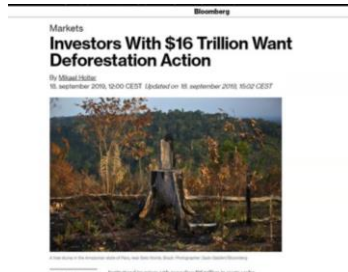 Bloomberg
Markets
Investors With $16 Trillion Want
Deforestation Action
By Mikael Holter
18. september 2019, 12:00 CEST Updated on 18. september 2019, 15:02 CEST